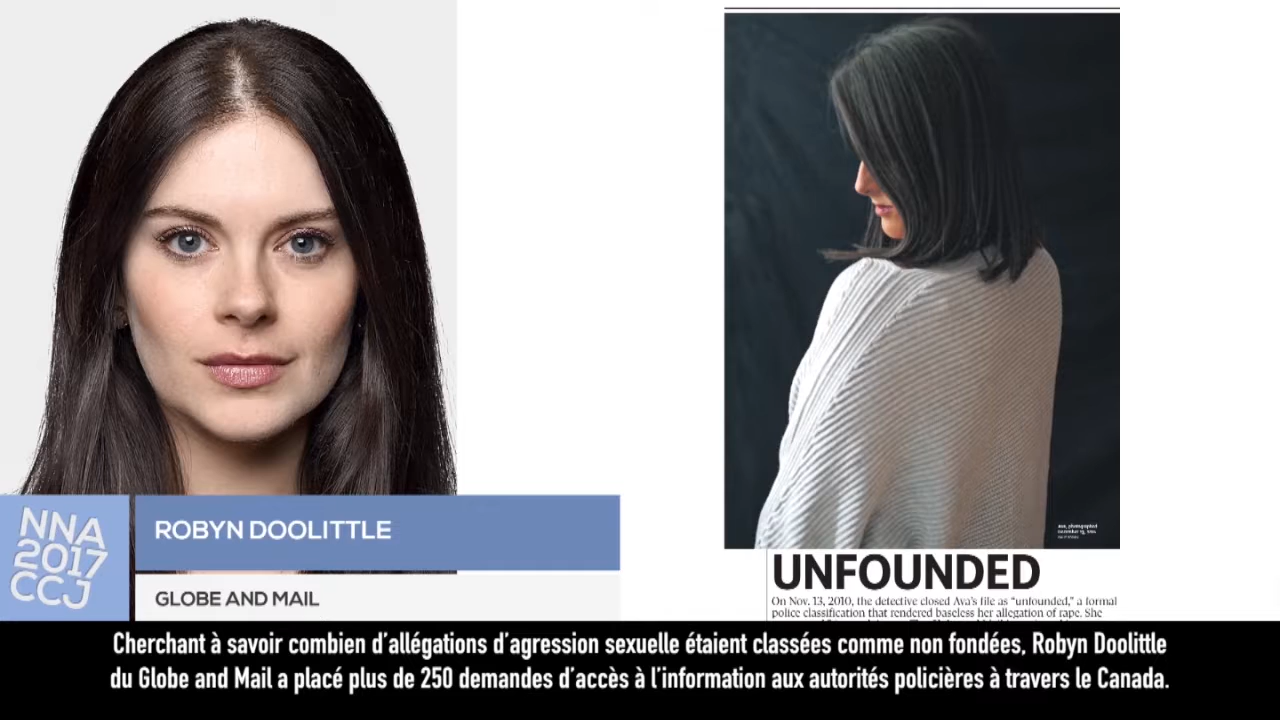 NNA
2017
CCJ
ROBYN DOOLITTLE
GLOBE AND MAIL
UNFOUNDED
On Nov. 13, 2010, the detective closed Ava's file as "unfounded," a formal
police classification that rendered baseless her allegation of rape. She
Cherchant à savoir combien d'allégations d'agression sexuelle étaient classées comme non fondées, Robyn Doolittle
du Globe and Mail a placé plus de 250 demandes d'accès à l'information aux autorités policières à travers le Canada.